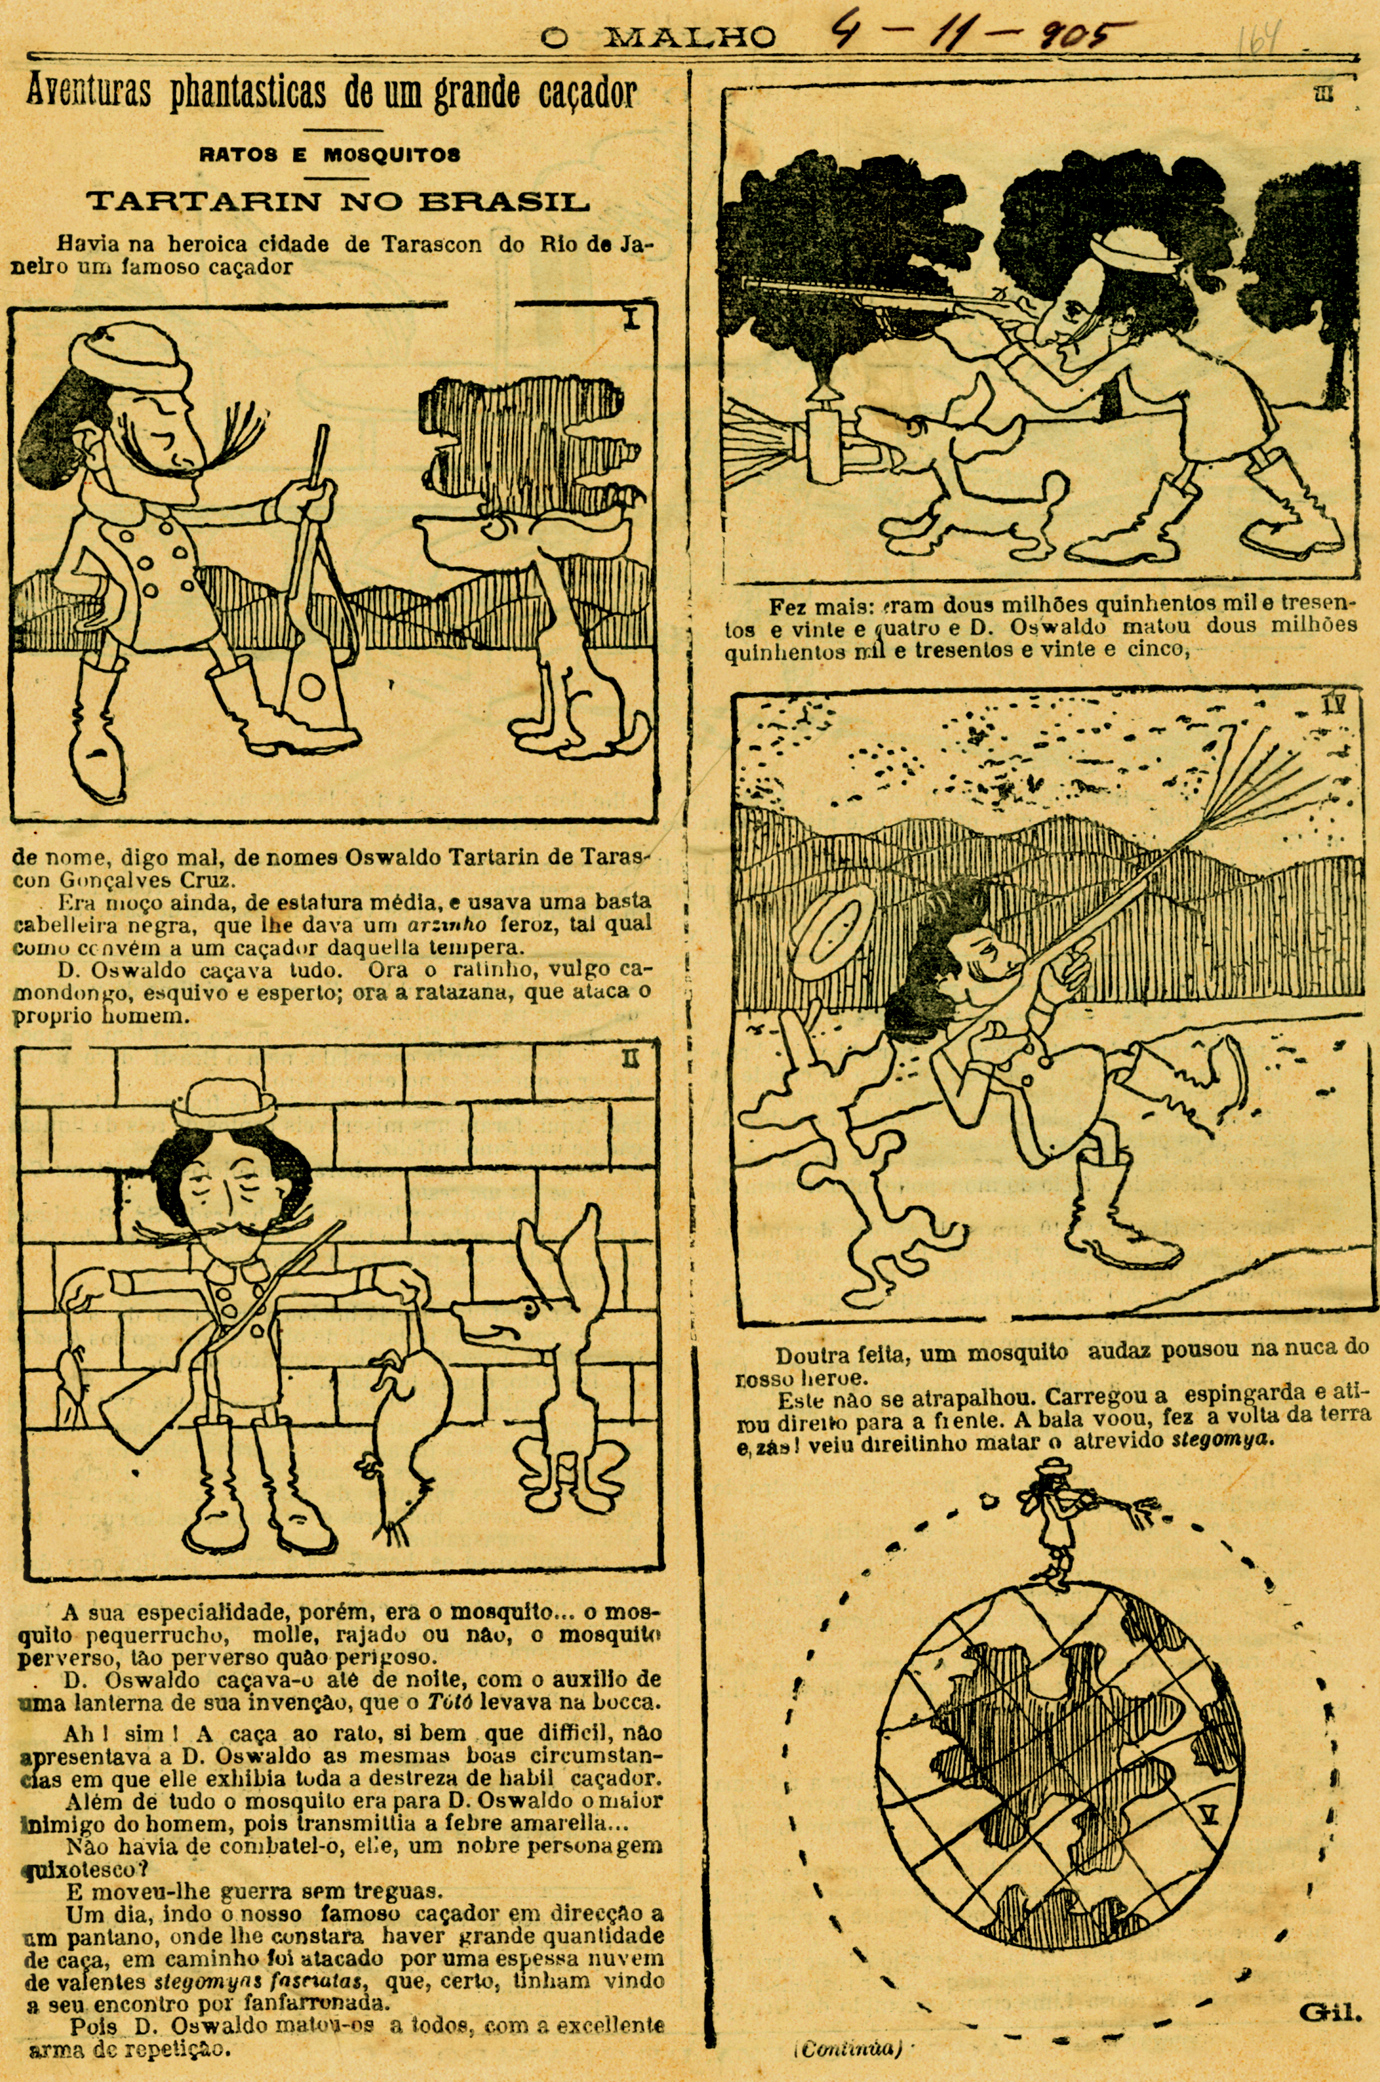 O MALHO 4-11-905
164
Aventuras phantasticas de um grande caçador
RATOS E MOSQUITOS
TARTARIN NO BRASIL
Havia na heroica cidade de Tarascon do Rio de Ja-
neiro um famoso caçador
I
de nome, digo mal, de nomes Oswaldo Tartarin de Taras-
con Gonçalves Cruz.
Era moço ainda, de estatura média, e usava uma basta
cabelleira negra, que lhe dava um arzinho feroz, tal qual
como convém a um caçador daquella tempera.
D. Oswaldo caçava tudo. Ora o ratinho, vulgo ca-
mondongo, esquivo e esperto; ora a ratazana, que ataca o
proprio homem.
II
A sua especialidade, porém, era o mosquito... o mos-
quito pequerrucho, molle, rajado ou não, o mosquito
perverso, tão perverso quão perigoso.
D. Oswaldo caçava-o até de noite, com o auxilio de
uma lanterna de sua invenção, que o Tótó levava na bocca.
Ah! sim! A caça ao rato, si bem que difficil, não
apresentava a D. Oswaldo as mesmas boas circumstan-
cias em que elle exhibia toda a destreza de habil caçador.
Além de tudo o mosquito era para D. Oswaldo o maior
inimigo do homem, pois transmittia a febre amarella...
Não havia de combatel-o, elle, um nobre personagem
quixotesco?
E moveu-lhe guerra sem treguas.
Um dia, indo o nosso famoso caçador em direcção a
um pantano, onde lhe constara haver grande quantidade
de caça, em caminho foi atacado por uma espessa nuvem
de valentes stegomyas fasciatas, que, certo, tinham vindo
a seu encontro por fanfarronada.
Pois D. Oswaldo matou-os a todos, com a excellente
arma de repetição.
III
Fez mais: eram dous milhões quinhentos mil e tresen-
tos e vinte e quatro e D. Oswaldo matou dous milhões
quinhentos mil e tresentos e vinte e cinco,
IV
Doutra feita, um mosquito audaz pousou na nuca do
nosso heroe.
Este não se atrapalhou. Carregou a espingarda e ati-
rou direito para a frente. A bala voou, fez a volta da terra
e, zás! veiu direitinho matar o atrevido stegomya.
V
Gil.
(Continúa)